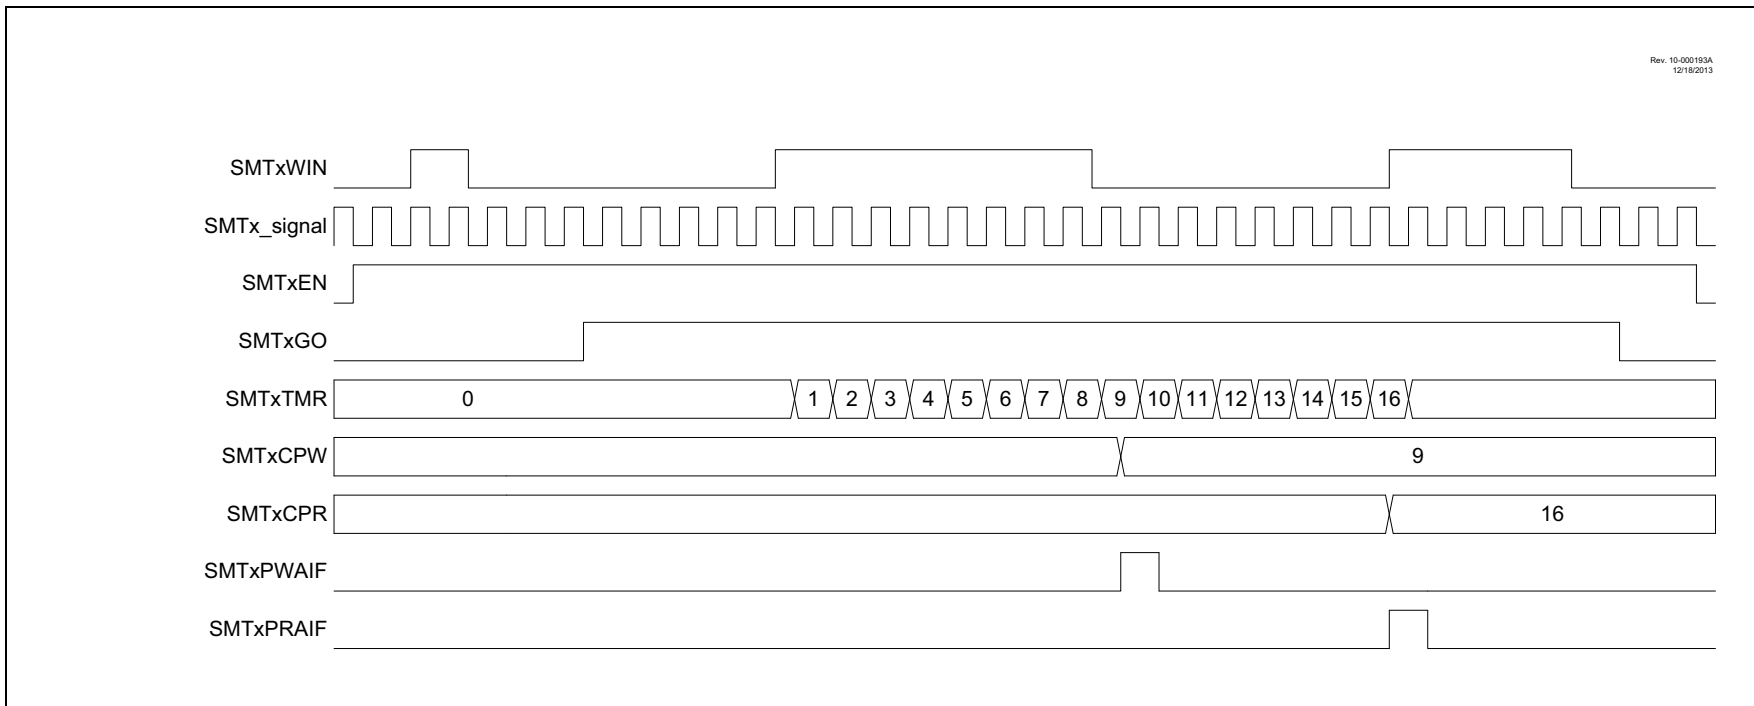 Rev. 10-000193A
12/18/2013
SMTxWIN
SMTx_signal
SMTxEN
SMTxGO
SMTxTMR 0 1 2 3 4 5 6 7 8 9 10 11 12 13 14 15 16
SMTxCPW 9
SMTxCPR 16
SMTxPWAIF
SMTxPRAIF